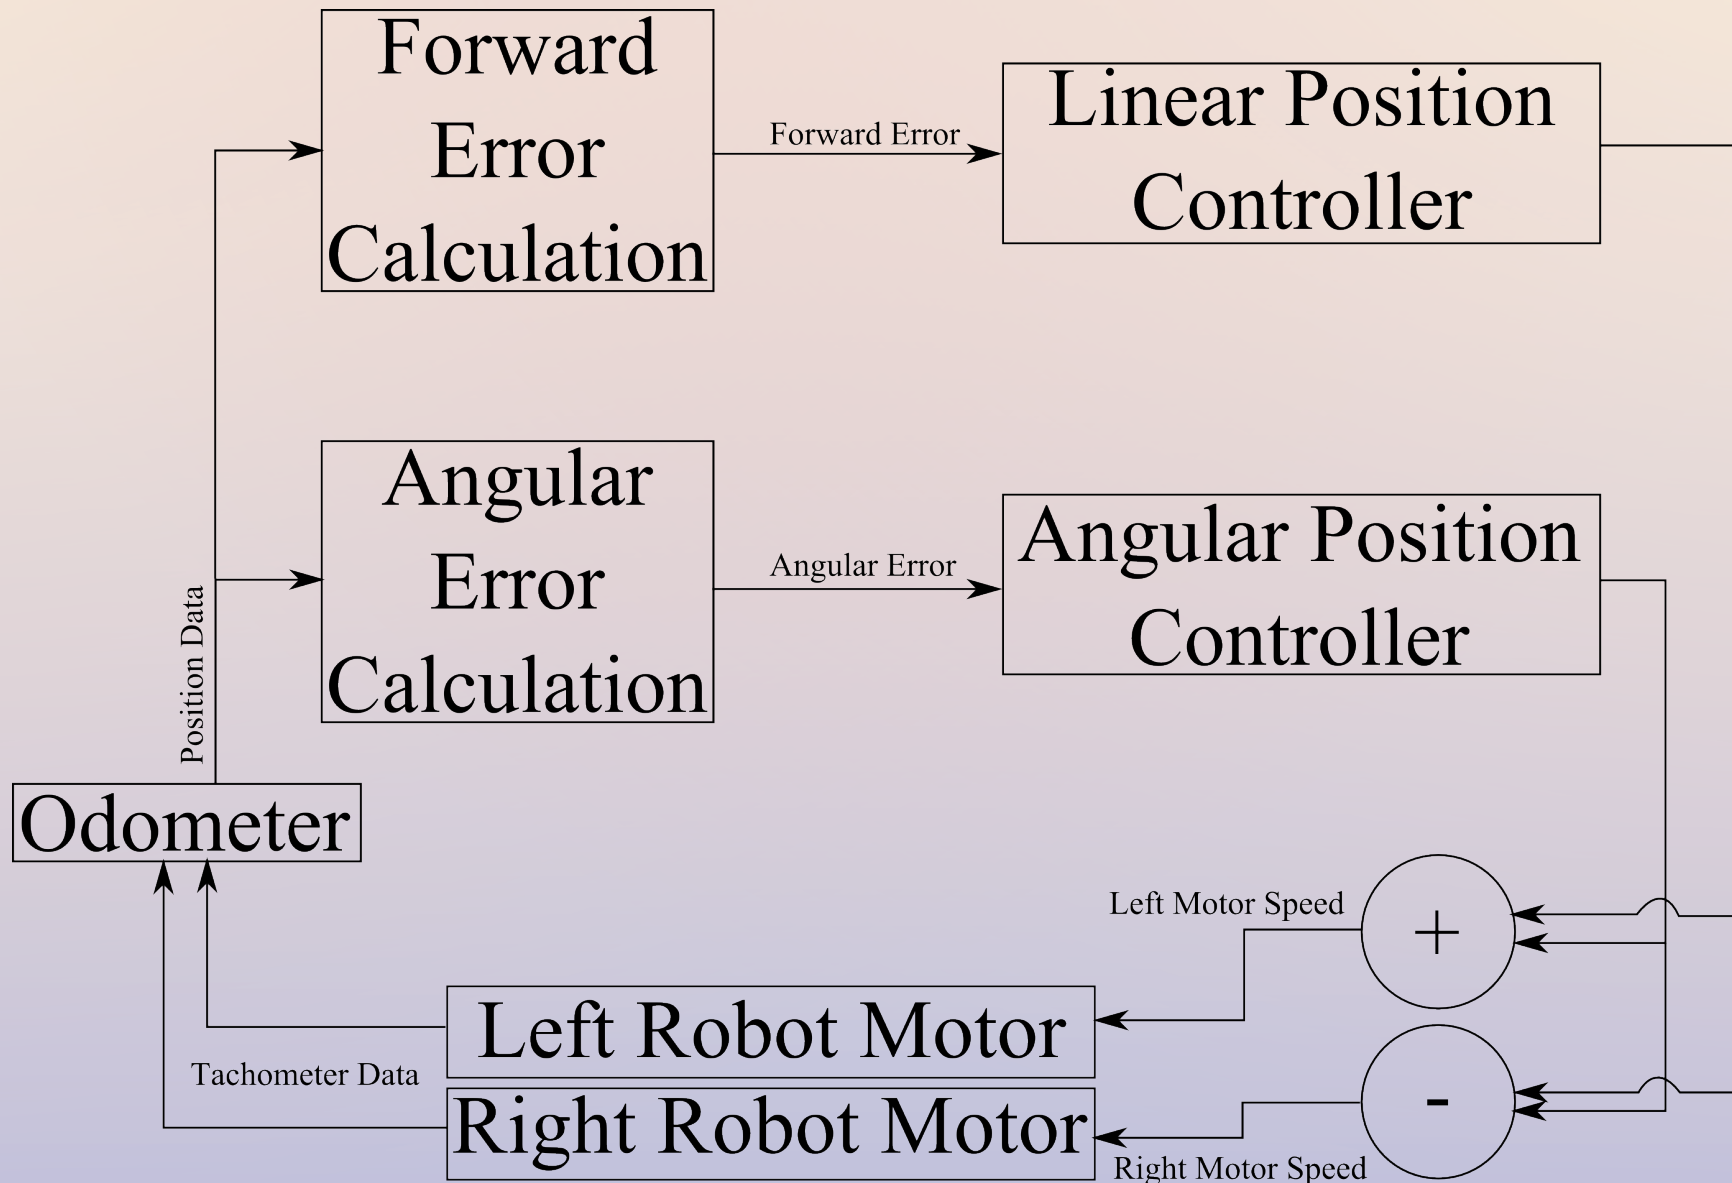 Forward
Error
Calculation
Forward Error
Linear Position
Controller
Angular
Error
Calculation
Angular Error
Angular Position
Controller
Position Data
Odometer
Left Motor Speed
+
Left Robot Motor
Tachometer Data
Right Robot Motor
-
Right Motor Speed